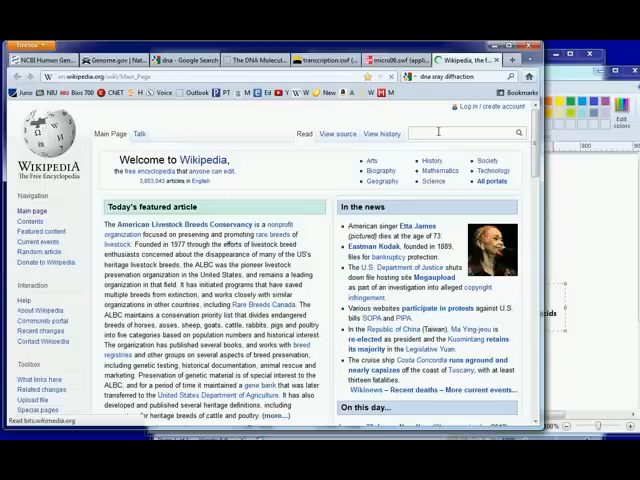 Firefox
NCBI Human Gen...
Genome.gov | Nat...
dna - Google Search
The DNA Molecul...
transcription.swf (...
micro06.swf (appli...
Wikipedia, the f...
en.wikipedia.org/wiki/Main_Page
dna xray diffraction
Juno
NIU
Bios 700
CNET
Outlook
PT
M
E
W
New
A
M
M
Bookmarks
Log in / create account
Main Page
Talk
Read
View source
View history
WIKIPEDIA
The Free Encyclopedia
Navigation
Main page
Contents
Featured content
Current events
Random article
Donate to Wikipedia
Interaction
Help
About Wikipedia
Community portal
Recent changes
Contact Wikipedia
Toolbox
What links here
Related changes
Upload file
Special pages
Read bits.wikimedia.org
Welcome to Wikipedia,
the free encyclopedia that anyone can edit.
3,853,043 articles in English
Arts
Biography
Geography
History
Mathematics
Science
Society
Technology
All portals
Today's featured article
The American Livestock Breeds Conservancy is a nonprofit
organization focused on preserving and promoting rare breeds of
livestock. Founded in 1977 through the efforts of livestock breed
enthusiasts concerned about the disappearance of many of the US's
heritage livestock breeds, the ALBC was the pioneer livestock
preservation organization in the United States, and remains a leading
organization in that field. It has initiated programs that have saved
multiple breeds from extinction, and works closely with similar
organizations in other countries, including Rare Breeds Canada. The
ALBC maintains a conservation priority list that divides endangered
breeds of horses, asses, sheep, goats, cattle, rabbits, pigs and poultry
into five categories based on population numbers and historical interest.
The organization has published several books, and works with breed
registries and other groups on several aspects of breed preservation,
including genetic testing, historical documentation, animal rescue and
marketing. Preservation of genetic material is of special interest to the
ALBC, and for a period of time it maintained a gene bank that was later
transferred to the United States Department of Agriculture. It has also
developed and published several heritage definitions, including
parameters for heritage breeds of cattle and poultry. (more...)
In the news
American singer Etta James
(pictured) dies at the age of 73.
Eastman Kodak, founded in 1889,
files for bankruptcy protection.
The U.S. Department of Justice shuts
down file hosting site Megaupload
as part of an investigation into alleged copyright
infringement.
Various websites participate in protests against U.S.
bills SOPA and PIPA.
In the Republic of China (Taiwan), Ma Ying-jeou is
re-elected as president and the Kuomintang retains
its majority in the Legislative Yuan.
The cruise ship Costa Concordia runs aground and
nearly capsizes off the coast of Tuscany, with at least
thirteen fatalities.
Wikinews – Recent deaths – More current events...
On this day...
Edit
colors
800
900
cids
100%